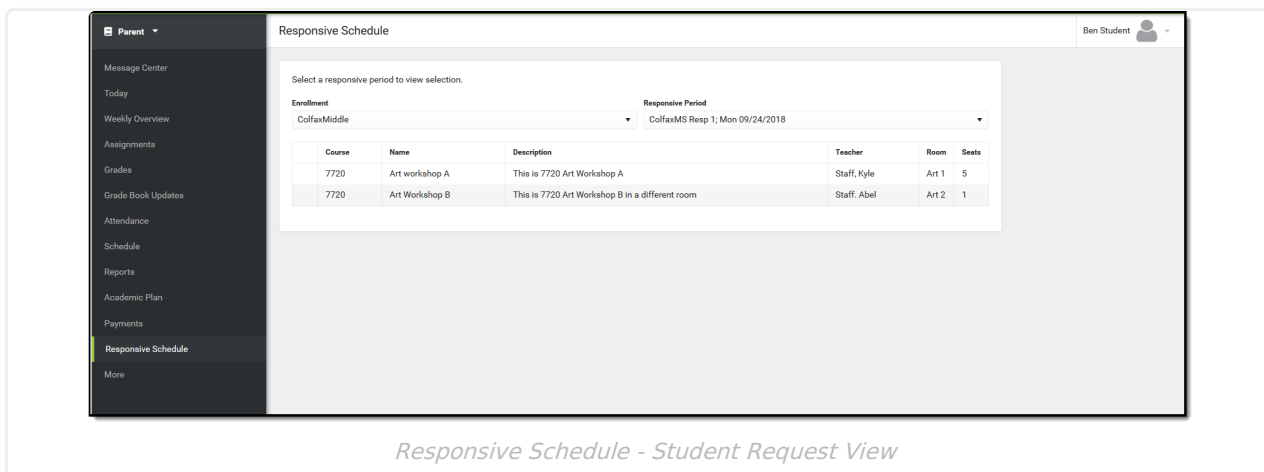 Parent
Responsive Schedule
Ben Student
Message Center
Today
Weekly Overview
Assignments
Grades
Grade Book Updates
Attendance
Schedule
Reports
Academic Plan
Payments
Responsive Schedule
More
Select a responsive period to view selection.
Enrollment Responsive Period
ColfaxMiddle ColfaxMS Resp 1; Mon 09/24/2018
Course Name Description Teacher Room Seats
7720 Art workshop A This is 7720 Art Workshop A Staff, Kyle Art 1 5
7720 Art Workshop B This is 7720 Art Workshop B in a different room Staff. Abel Art 2 1
Responsive Schedule - Student Request View